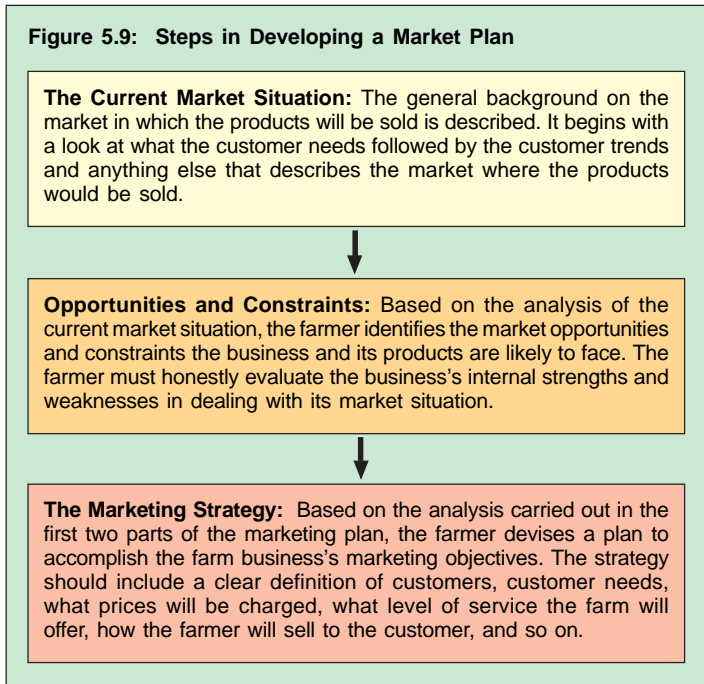 Figure 5.9: Steps in Developing a Market Plan
The Current Market Situation: The general background on the
market in which the products will be sold is described. It begins with
a look at what the customer needs followed by the customer trends
and anything else that describes the market where the products
would be sold.
Opportunities and Constraints: Based on the analysis of the
current market situation, the farmer identifies the market opportunities
and constraints the business and its products are likely to face. The
farmer must honestly evaluate the business's internal strengths and
weaknesses in dealing with its market situation.
The Marketing Strategy: Based on the analysis carried out in the
first two parts of the marketing plan, the farmer devises a plan to
accomplish the farm business's marketing objectives. The strategy
should include a clear definition of customers, customer needs,
what prices will be charged, what level of service the farm will
offer, how the farmer will sell to the customer, and so on.